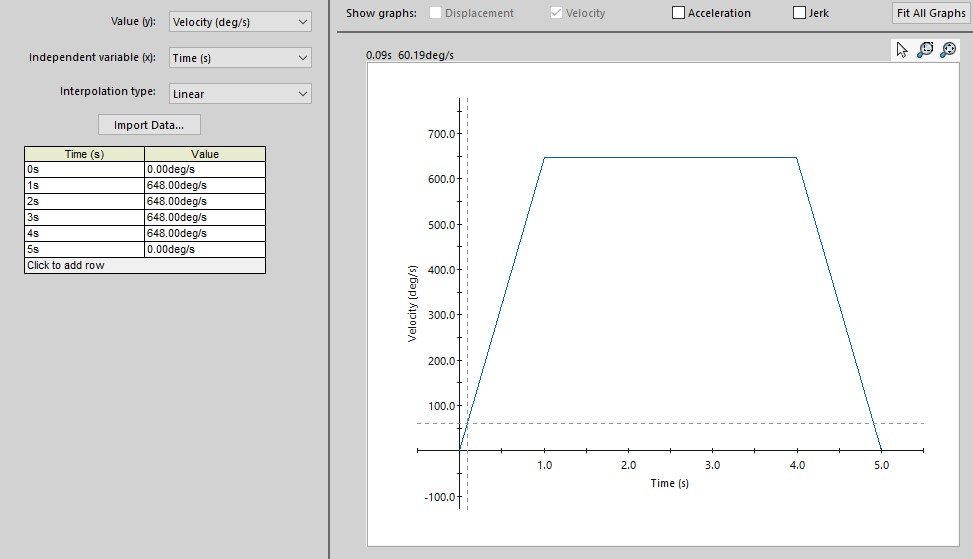 Value (y): Velocity (deg/s)
Independent variable (x): Time (s)
Interpolation type: Linear
Import Data...
Time (s) Value
0s 0.00deg/s
1s 648.00deg/s
2s 648.00deg/s
3s 648.00deg/s
4s 648.00deg/s
5s 0.00deg/s
Click to add row
Show graphs: Displacement Velocity Acceleration Jerk Fit All Graphs
0.09s 60.19deg/s
700.0
600.0
500.0
400.0
300.0
200.0
100.0
-100.0
Velocity (deg/s)
1.0 2.0 3.0 4.0 5.0
Time (s)